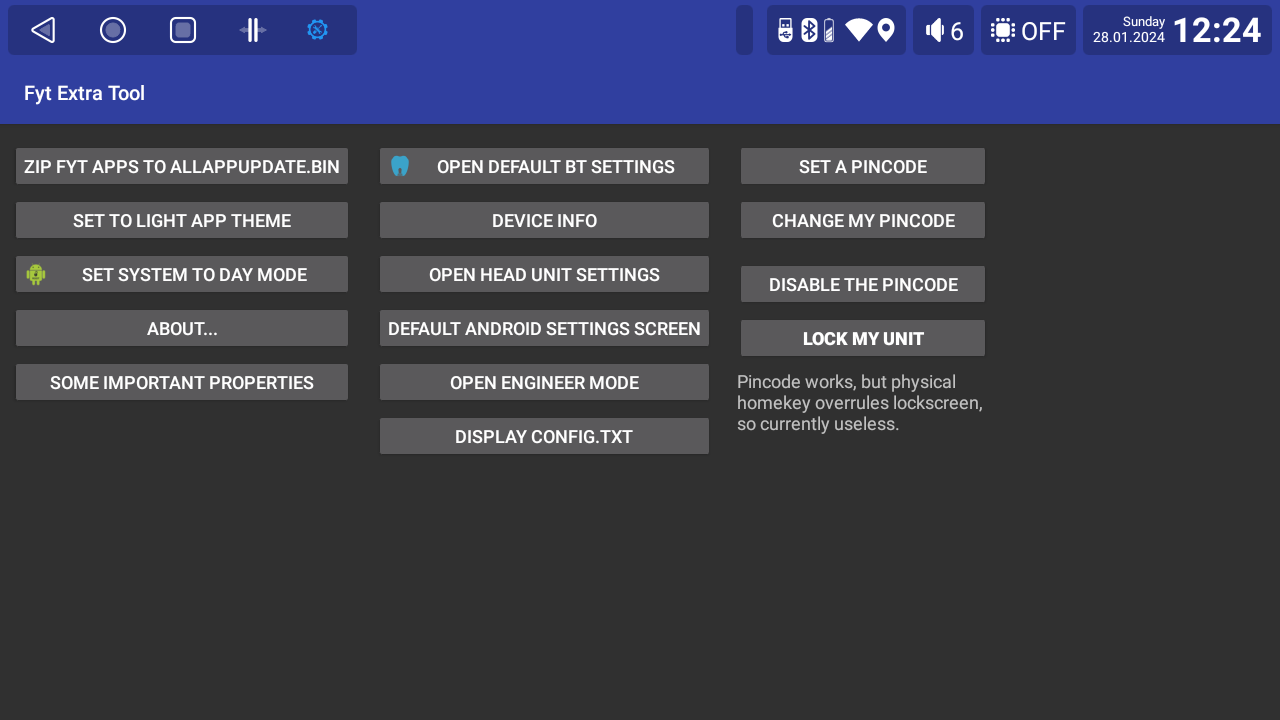 6
OFF
Sunday
28.01.2024
12:24
Fyt Extra Tool
ZIP FYT APPS TO ALLAPPUPDATE.BIN
SET TO LIGHT APP THEME
SET SYSTEM TO DAY MODE
ABOUT...
SOME IMPORTANT PROPERTIES
OPEN DEFAULT BT SETTINGS
DEVICE INFO
OPEN HEAD UNIT SETTINGS
DEFAULT ANDROID SETTINGS SCREEN
OPEN ENGINEER MODE
DISPLAY CONFIG.TXT
SET A PINCODE
CHANGE MY PINCODE
DISABLE THE PINCODE
LOCK MY UNIT
Pincode works, but physical
homekey overrules lockscreen,
so currently useless.